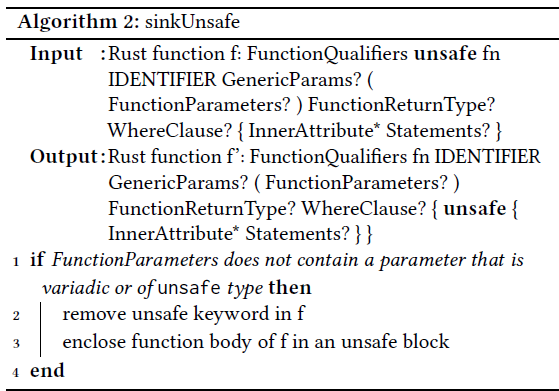 Algorithm 2: sinkUnsafe
Input :Rust function f: FunctionQualifiers unsafe fn
IDENTIFIER GenericParams? (
FunctionParameters? ) FunctionReturnType?
WhereClause? { InnerAttribute* Statements? }
Output:Rust function f': FunctionQualifiers fn IDENTIFIER
GenericParams? ( FunctionParameters? )
FunctionReturnType? WhereClause? { unsafe {
InnerAttribute* Statements? } }
1 if FunctionParameters does not contain a parameter that is
variadic or of unsafe type then
2 remove unsafe keyword in f
3 enclose function body of f in an unsafe block
4 end